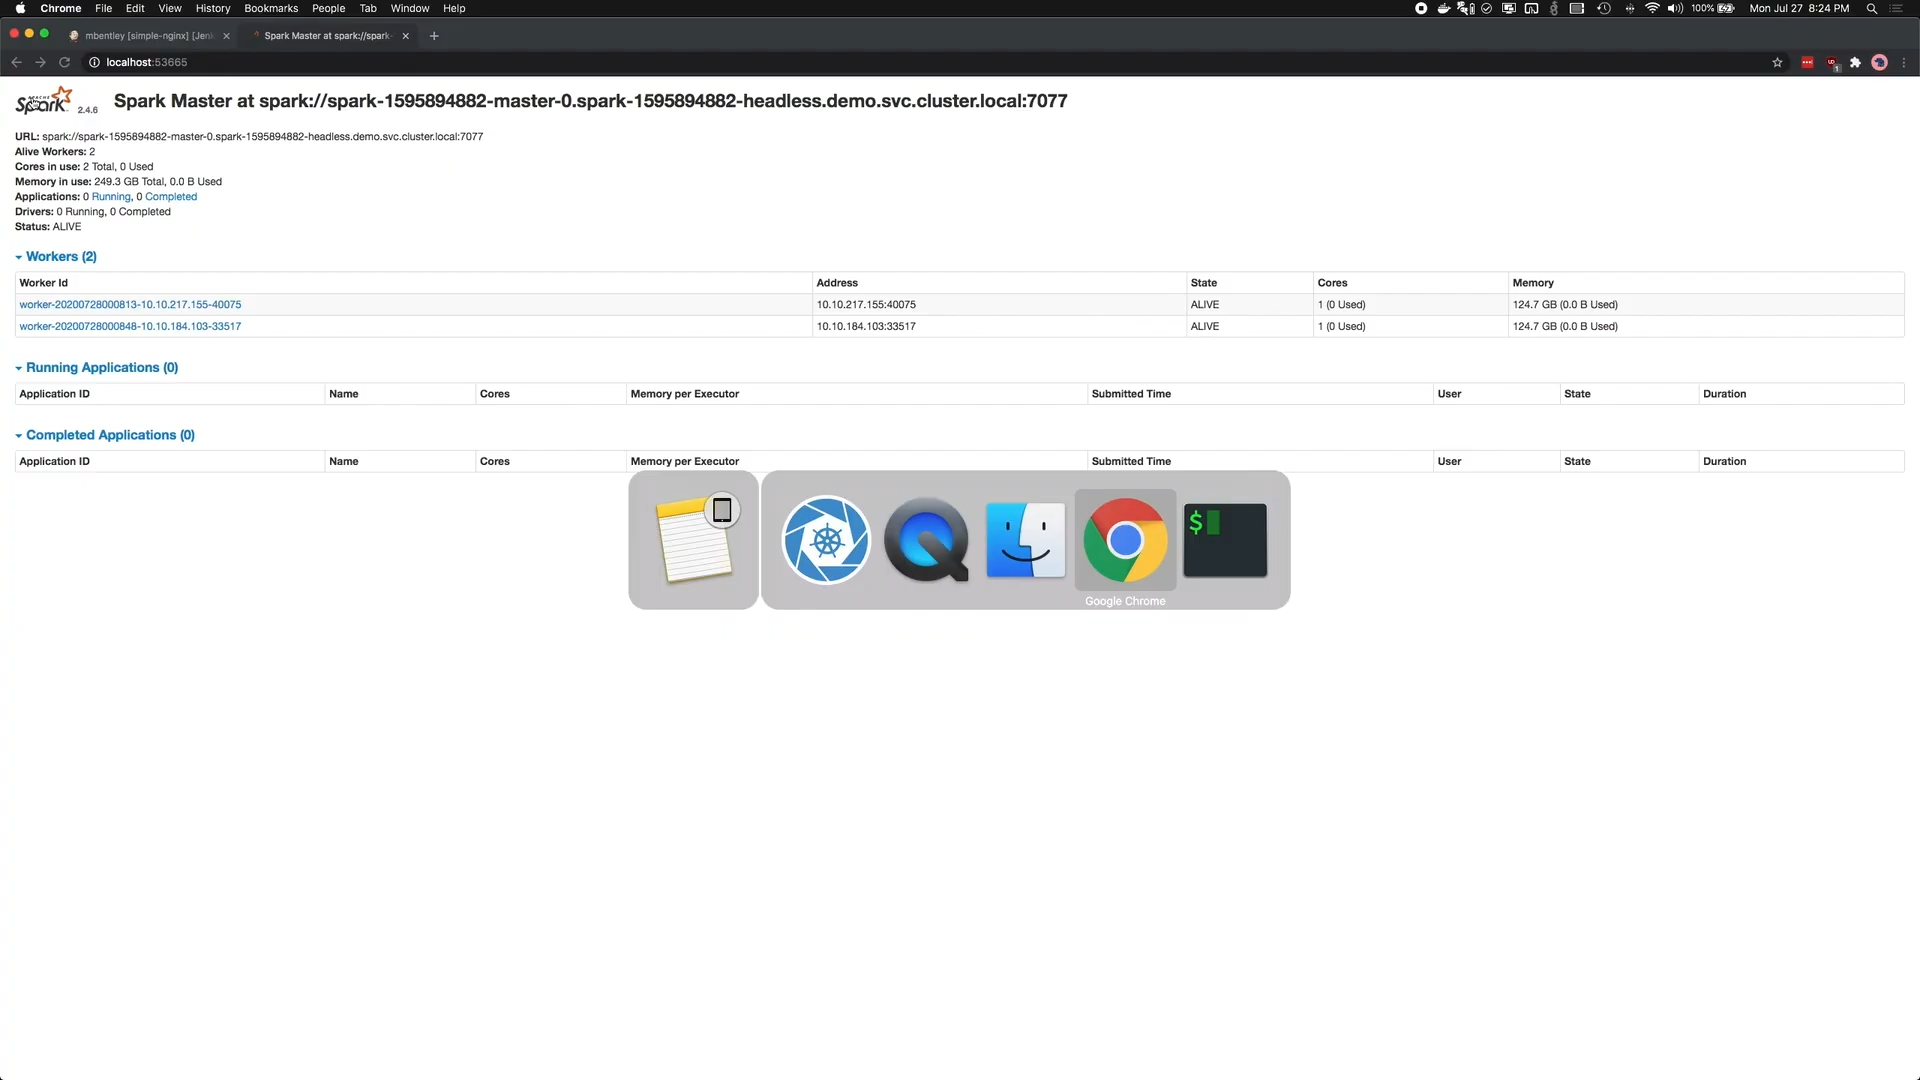 Chrome File Edit View History Bookmarks People Tab Window Help 100% Mon Jul 27 8:24 PM
mbentley [simple-nginx] [Jenk Spark Master at spark://spark-
localhost:53665
APACHE Spark 2.4.6 Spark Master at spark://spark-1595894882-master-0.spark-1595894882-headless.demo.svc.cluster.local:7077
URL: spark://spark-1595894882-master-0.spark-1595894882-headless.demo.svc.cluster.local:7077
Alive Workers: 2
Cores in use: 2 Total, 0 Used
Memory in use: 249.3 GB Total, 0.0 B Used
Applications: 0 Running, 0 Completed
Drivers: 0 Running, 0 Completed
Status: ALIVE
Workers (2)
Worker Id Address State Cores Memory
worker-20200728000813-10.10.217.155-40075 10.10.217.155:40075 ALIVE 1 (0 Used) 124.7 GB (0.0 B Used)
worker-20200728000848-10.10.184.103-33517 10.10.184.103:33517 ALIVE 1 (0 Used) 124.7 GB (0.0 B Used)
Running Applications (0)
Application ID Name Cores Memory per Executor Submitted Time User State Duration
Completed Applications (0)
Application ID Name Cores Memory per Executor Submitted Time User State Duration
$
Google Chrome